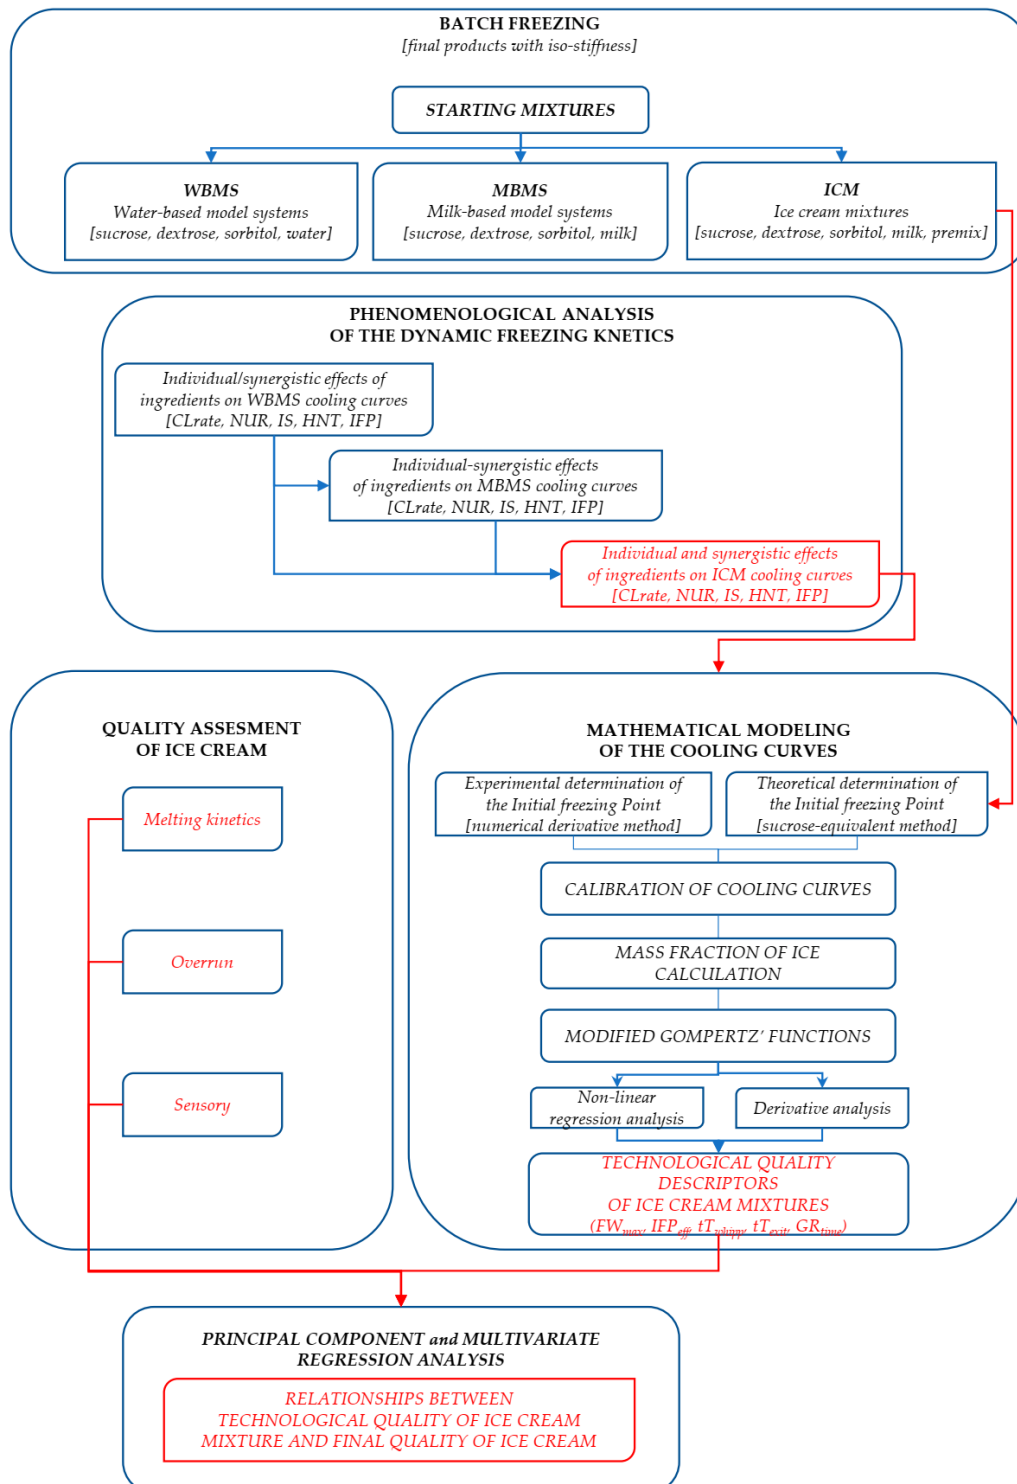 BATCH FREEZING
[final products with iso-stiffness]
STARTING MIXTURES
WBMS
Water-based model systems
[sucrose, dextrose, sorbitol, water]
MBMS
Milk-based model systems
[sucrose, dextrose, sorbitol, milk]
ICM
Ice cream mixtures
[sucrose, dextrose, sorbitol, milk, premix]
PHENOMENOLOGICAL ANALYSIS
OF THE DYNAMIC FREEZING KNETICS
Individual/synergistic effects of
ingredients on WBMS cooling curves
[CLrate, NUR, IS, HNT, IFP]
Individual-synergistic effects
of ingredients on MBMS cooling curves
[CLrate, NUR, IS, HNT, IFP]
Individual and synergistic effects
of ingredients on ICM cooling curves
[CLrate, NUR, IS, HNT, IFP]
QUALITY ASSESMENT
OF ICE CREAM
Melting kinetics
Overrun
Sensory
MATHEMATICAL MODELING
OF THE COOLING CURVES
Experimental determination of
the Initial freezing Point
[numerical derivative method]
Theoretical determination of
the Initial freezing Point
[sucrose-equivalent method]
CALIBRATION OF COOLING CURVES
MASS FRACTION OF ICE
CALCULATION
MODIFIED GOMPERTZ' FUNCTIONS
Non-linear
regression analysis
Derivative analysis
TECHNOLOGICAL QUALITY
DESCRIPTORS
OF ICE CREAM MIXTURES
(FWmax, IFPeff, tTwhipp, tTexit, GRtime)
PRINCIPAL COMPONENT and MULTIVARIATE
REGRESSION ANALYSIS
RELATIONSHIPS BETWEEN
TECHNOLOGICAL QUALITY OF ICE CREAM
MIXTURE AND FINAL QUALITY OF ICE CREAM